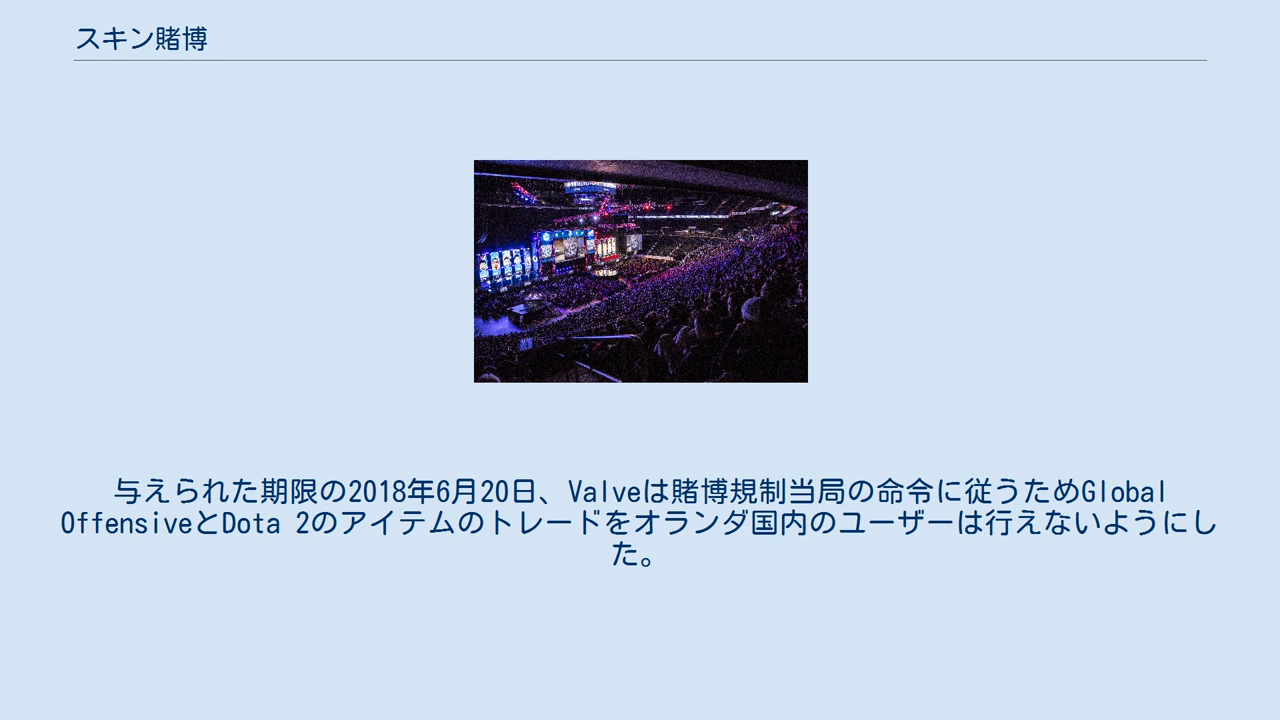 スキン賭博
与えられた期限の2018年6月20日、Valveは賭博規制当局の命令に従うためGlobal
OffensiveとDota 2のアイテムのトレードをオランダ国内のユーザーは行えないようにし
た。